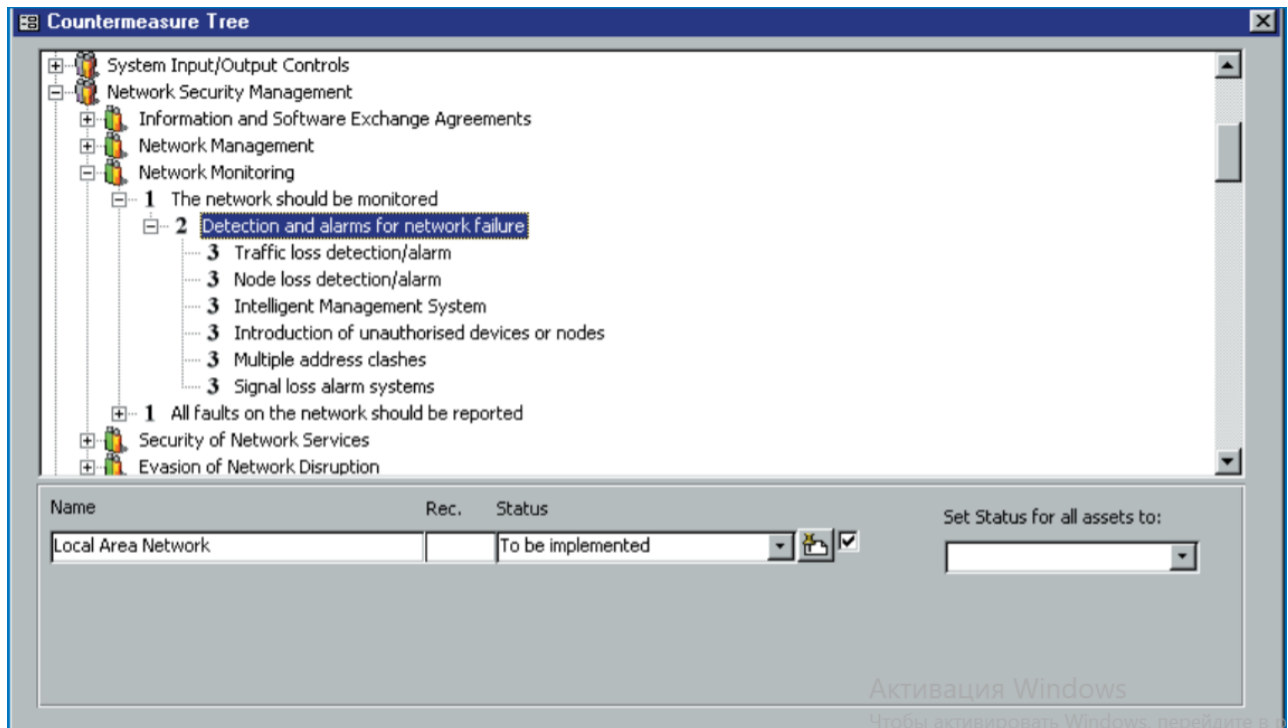 Countermeasure Tree
System Input/Output Controls
Network Security Management
Information and Software Exchange Agreements
Network Management
Network Monitoring
1 The network should be monitored
2 Detection and alarms for network failure
3 Traffic loss detection/alarm
3 Node loss detection/alarm
3 Intelligent Management System
3 Introduction of unauthorised devices or nodes
3 Multiple address clashes
3 Signal loss alarm systems
1 All faults on the network should be reported
Security of Network Services
Evasion of Network Disruption
Name Rec. Status Set Status for all assets to:
Local Area Network To be implemented
Активация Windows
Чтобы активировать Windows, перейдите в